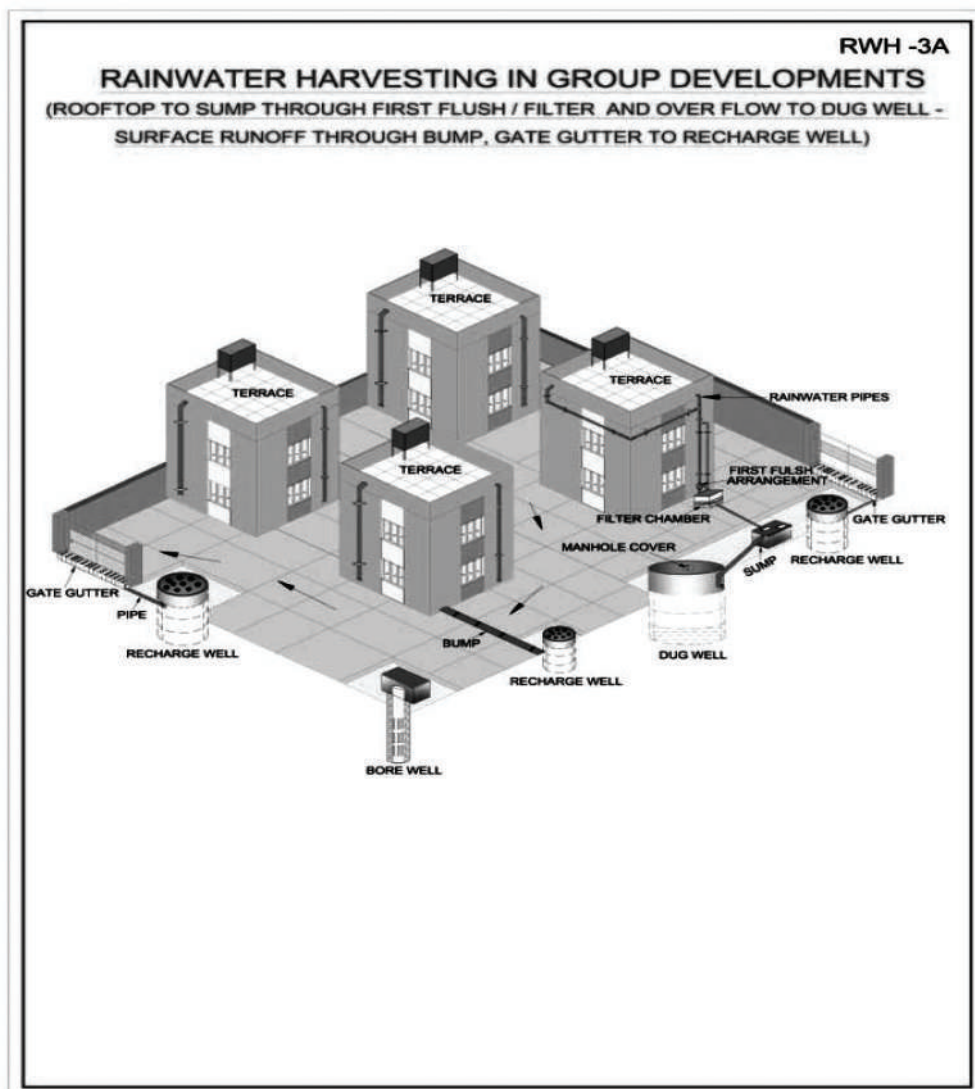 RWH -3A
RAINWATER HARVESTING IN GROUP DEVELOPMENTS
(ROOFTOP TO SUMP THROUGH FIRST FLUSH / FILTER AND OVER FLOW TO DUG WELL -
SURFACE RUNOFF THROUGH BUMP, GATE GUTTER TO RECHARGE WELL)
TERRACE
TERRACE
TERRACE
TERRACE
RAINWATER PIPES
FIRST FULSH
ARRANGEMENT
FILTER CHAMBER
GATE GUTTER
MANHOLE COVER
SUMP
RECHARGE WELL
GATE GUTTER
PIPE
BUMP
RECHARGE WELL
DUG WELL
RECHARGE WELL
BORE WELL